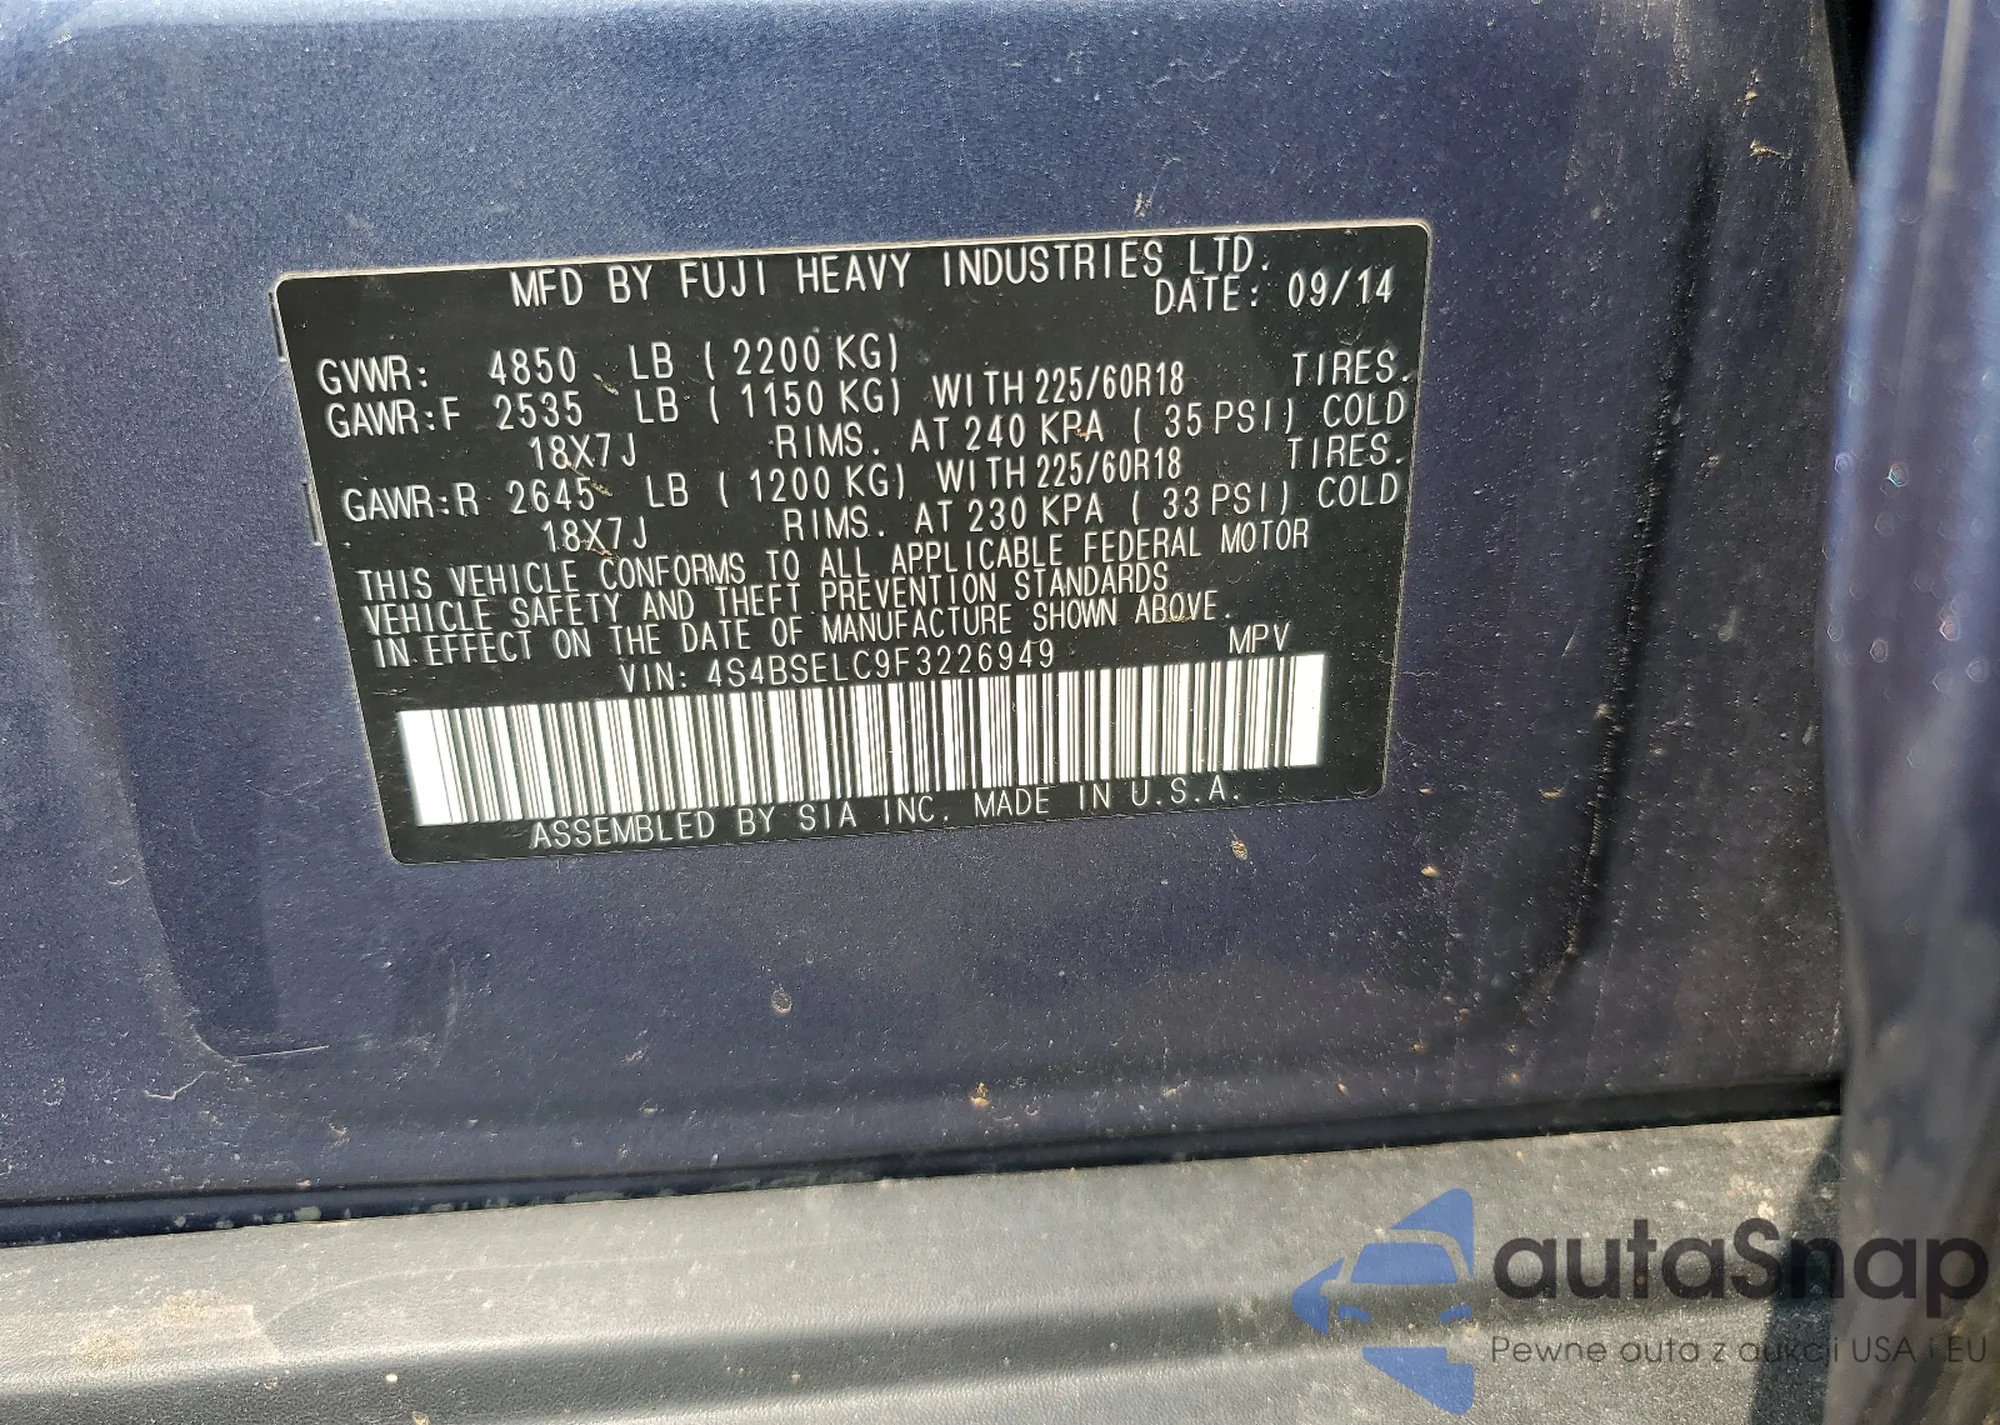 MFD BY FUJI HEAVY INDUSTRIES LTD.
DATE: 09/14
GVWR: 4850 LB ( 2200 KG)
GAWR:F 2535 LB ( 1150 KG) WITH 225/60R18 TIRES.
18X7J RIMS. AT 240 KPA ( 35 PSI) COLD
GAWR:R 2645 LB ( 1200 KG) WITH 225/60R18 TIRES.
18X7J RIMS. AT 230 KPA ( 33 PSI) COLD
THIS VEHICLE CONFORMS TO ALL APPLICABLE FEDERAL MOTOR
VEHICLE SAFETY AND THEFT PREVENTION STANDARDS
IN EFFECT ON THE DATE OF MANUFACTURE SHOWN ABOVE.
VIN: 4S4BSELC9F3226949 MPV
ASSEMBLED BY SIA INC. MADE IN U.S.A.
autaSnap
Pewne auta z aukcji USA i EU